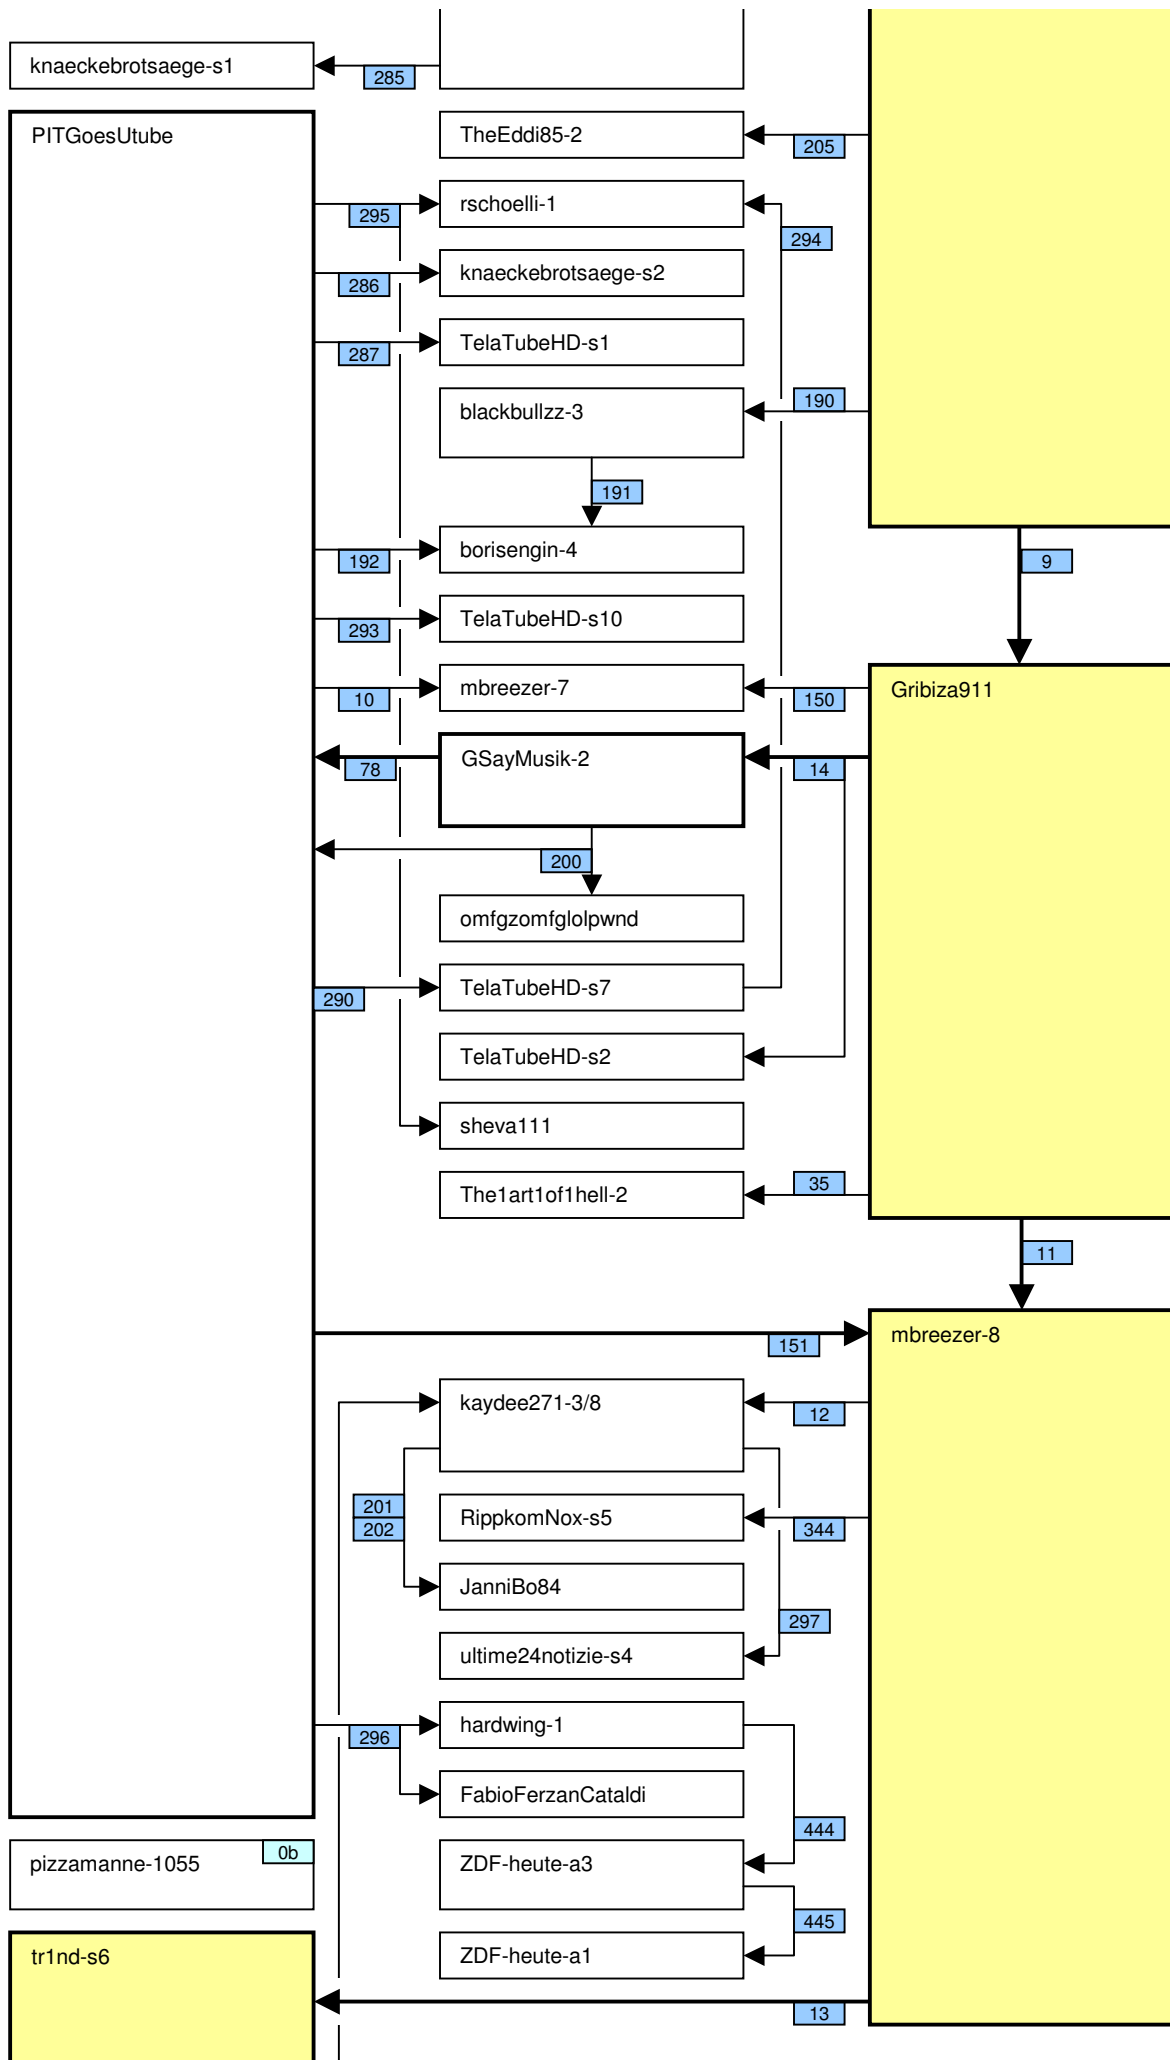 knaeckebrotsaege-s1
285
PITGoesUtube
TheEddi85-2
205
295
rschoelli-1
294
286
knaeckebrotsaege-s2
287
TelaTubeHD-s1
blackbullzz-3
190
191
192
borisengin-4
9
293
TelaTubeHD-s10
10
mbreezer-7
150
Gribiza911
78
GSayMusik-2
14
200
omfgzomfglolpwnd
290
TelaTubeHD-s7
TelaTubeHD-s2
sheva111
The1art1of1hell-2
35
11
151
mbreezer-8
kaydee271-3/8
12
201
202
RippkomNox-s5
344
JanniBo84
297
ultime24notizie-s4
296
hardwing-1
FabioFerzanCataldi
444
pizzamanne-1055
0b
ZDF-heute-a3
445
tr1nd-s6
ZDF-heute-a1
13